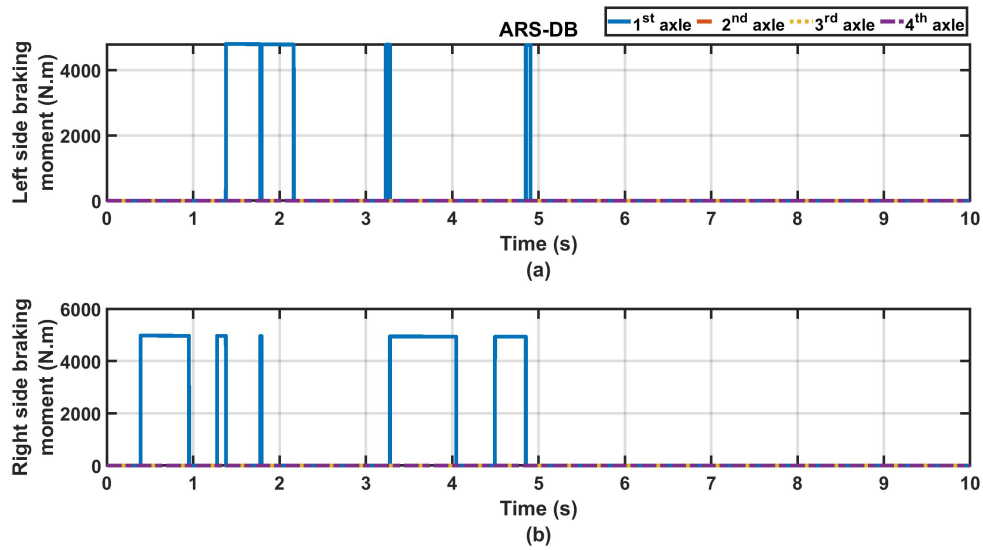 ARS-DB
1st axle 2nd axle 3rd axle 4th axle
Left side braking
moment (N.m)
4000
2000
0
0 1 2 3 4 5 6 7 8 9 10
Time (s)
(a)
Right side braking
moment (N.m)
6000
4000
2000
0
0 1 2 3 4 5 6 7 8 9 10
Time (s)
(b)